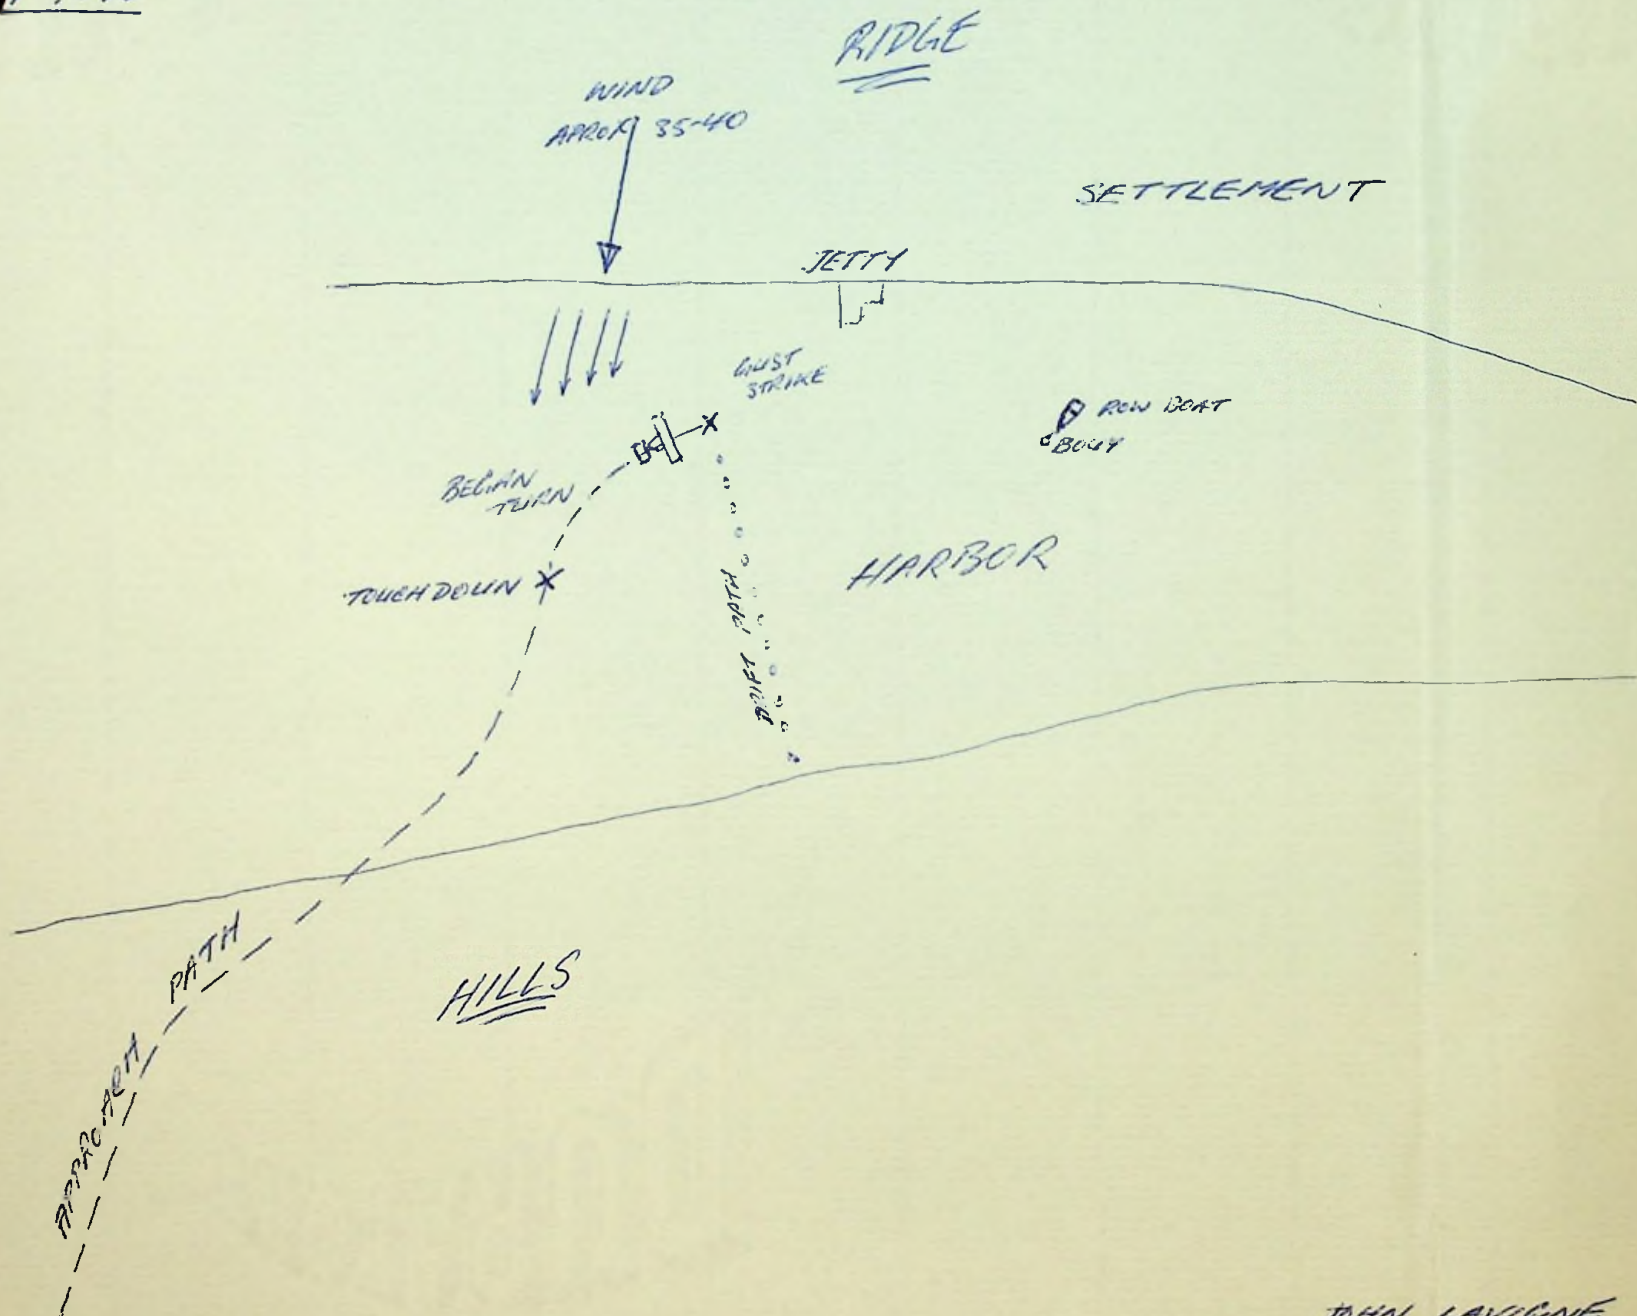 RIDGE
WIND
APROX 35-40
SETTLEMENT
JETTY
GUST
STRIKE
ROW BOAT
BOUY
BEGAN
TURN
HARBOR
TOUCHDOWN
DRIFT PATH
HILLS
APPROACH PATH
JOHN LAVIGNE